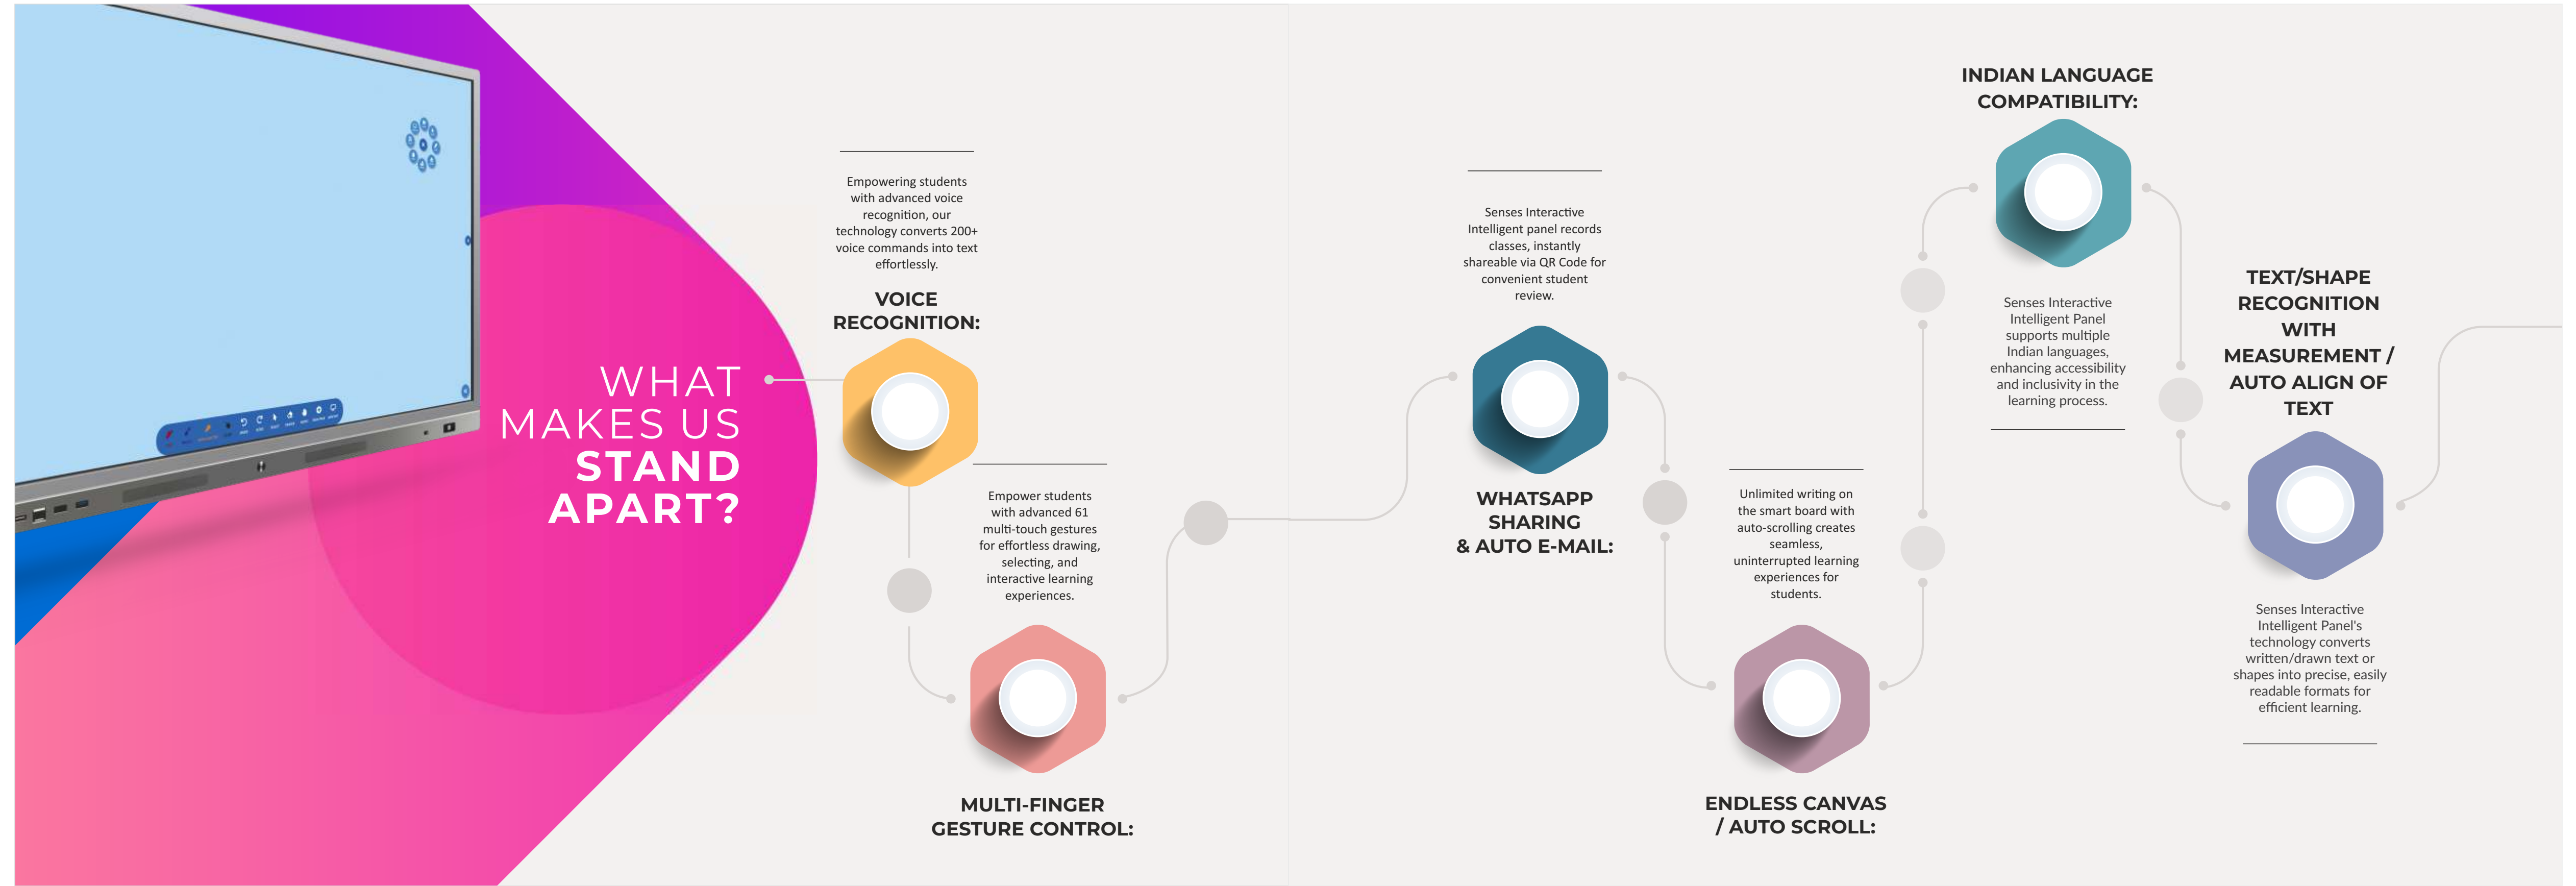 WHAT
MAKES US
STAND
APART?
Empowering students
with advanced voice
recognition, our
technology converts 200+
voice commands into text
effortlessly.
VOICE
RECOGNITION:
Empower students
with advanced 61
multi-touch gestures
for effortless drawing,
selecting, and
interactive learning
experiences.
MULTI-FINGER
GESTURE CONTROL:
Senses Interactive
Intelligent panel records
classes, instantly
shareable via QR Code for
convenient student
review.
WHATSAPP
SHARING
& AUTO E-MAIL:
Unlimited writing on
the smart board with
auto-scrolling creates
seamless,
uninterrupted learning
experiences for
students.
ENDLESS CANVAS
/ AUTO SCROLL:
INDIAN LANGUAGE
COMPATIBILITY:
Senses Interactive
Intelligent Panel
supports multiple
Indian languages,
enhancing accessibility
and inclusivity in the
learning process.
TEXT/SHAPE
RECOGNITION
WITH
MEASUREMENT /
AUTO ALIGN OF
TEXT
Senses Interactive
Intelligent Panel's
technology converts
written/drawn text or
shapes into precise, easily
readable formats for
efficient learning.